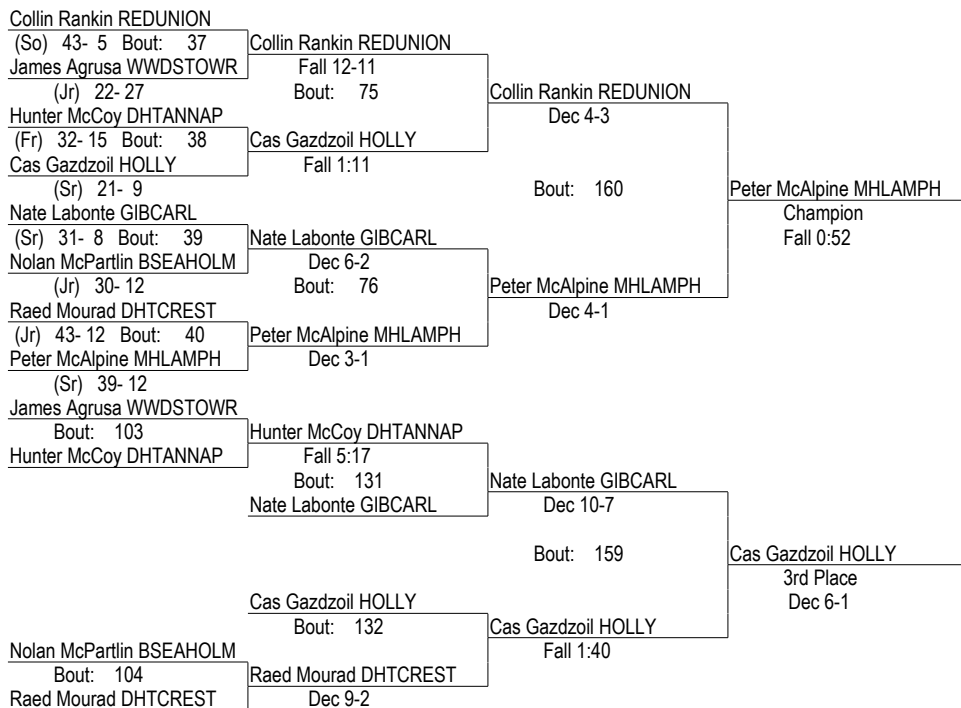 Collin Rankin REDUNION
(So) 43- 5 Bout: 37 Collin Rankin REDUNION
James Agrusa WWDSTOWR Fall 12-11
(Jr) 22- 27 Bout: 75 Collin Rankin REDUNION
Hunter McCoy DHTANNAP Dec 4-3
(Fr) 32- 15 Bout: 38 Cas Gazdzoil HOLLY
Cas Gazdzoil HOLLY Fall 1:11
(Sr) 21- 9 Bout: 160 Peter McAlpine MHLAMPH
Nate Labonte GIBCARL Champion
(Sr) 31- 8 Bout: 39 Nate Labonte GIBCARL Fall 0:52
Nolan McPartlin BSEAHOLM Dec 6-2
(Jr) 30- 12 Bout: 76 Peter McAlpine MHLAMPH
Raed Mourad DHTCREST Dec 4-1
(Jr) 43- 12 Bout: 40 Peter McAlpine MHLAMPH
Peter McAlpine MHLAMPH Dec 3-1
(Sr) 39- 12
James Agrusa WWDSTOWR
Bout: 103 Hunter McCoy DHTANNAP
Hunter McCoy DHTANNAP Fall 5:17
Bout: 131 Nate Labonte GIBCARL
Nate Labonte GIBCARL Dec 10-7
Bout: 159 Cas Gazdzoil HOLLY
3rd Place
Cas Gazdzoil HOLLY Dec 6-1
Bout: 132 Cas Gazdzoil HOLLY
Nolan McPartlin BSEAHOLM Fall 1:40
Bout: 104 Raed Mourad DHTCREST
Raed Mourad DHTCREST Dec 9-2